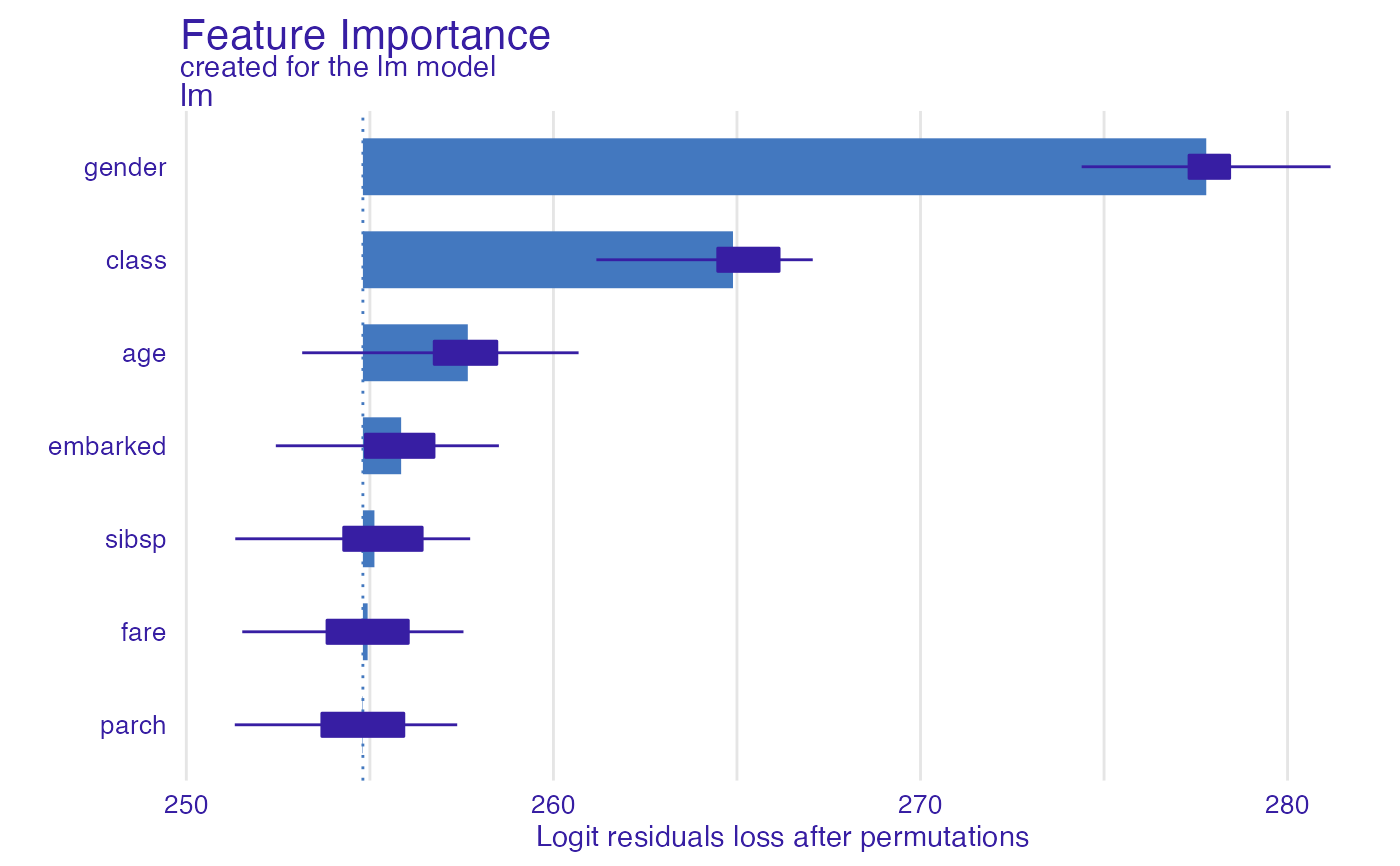 Feature Importance
created for the lm model
lm
gender
class
age
embarked
sibsp
fare
parch
250 260 270 280
Logit residuals loss after permutations